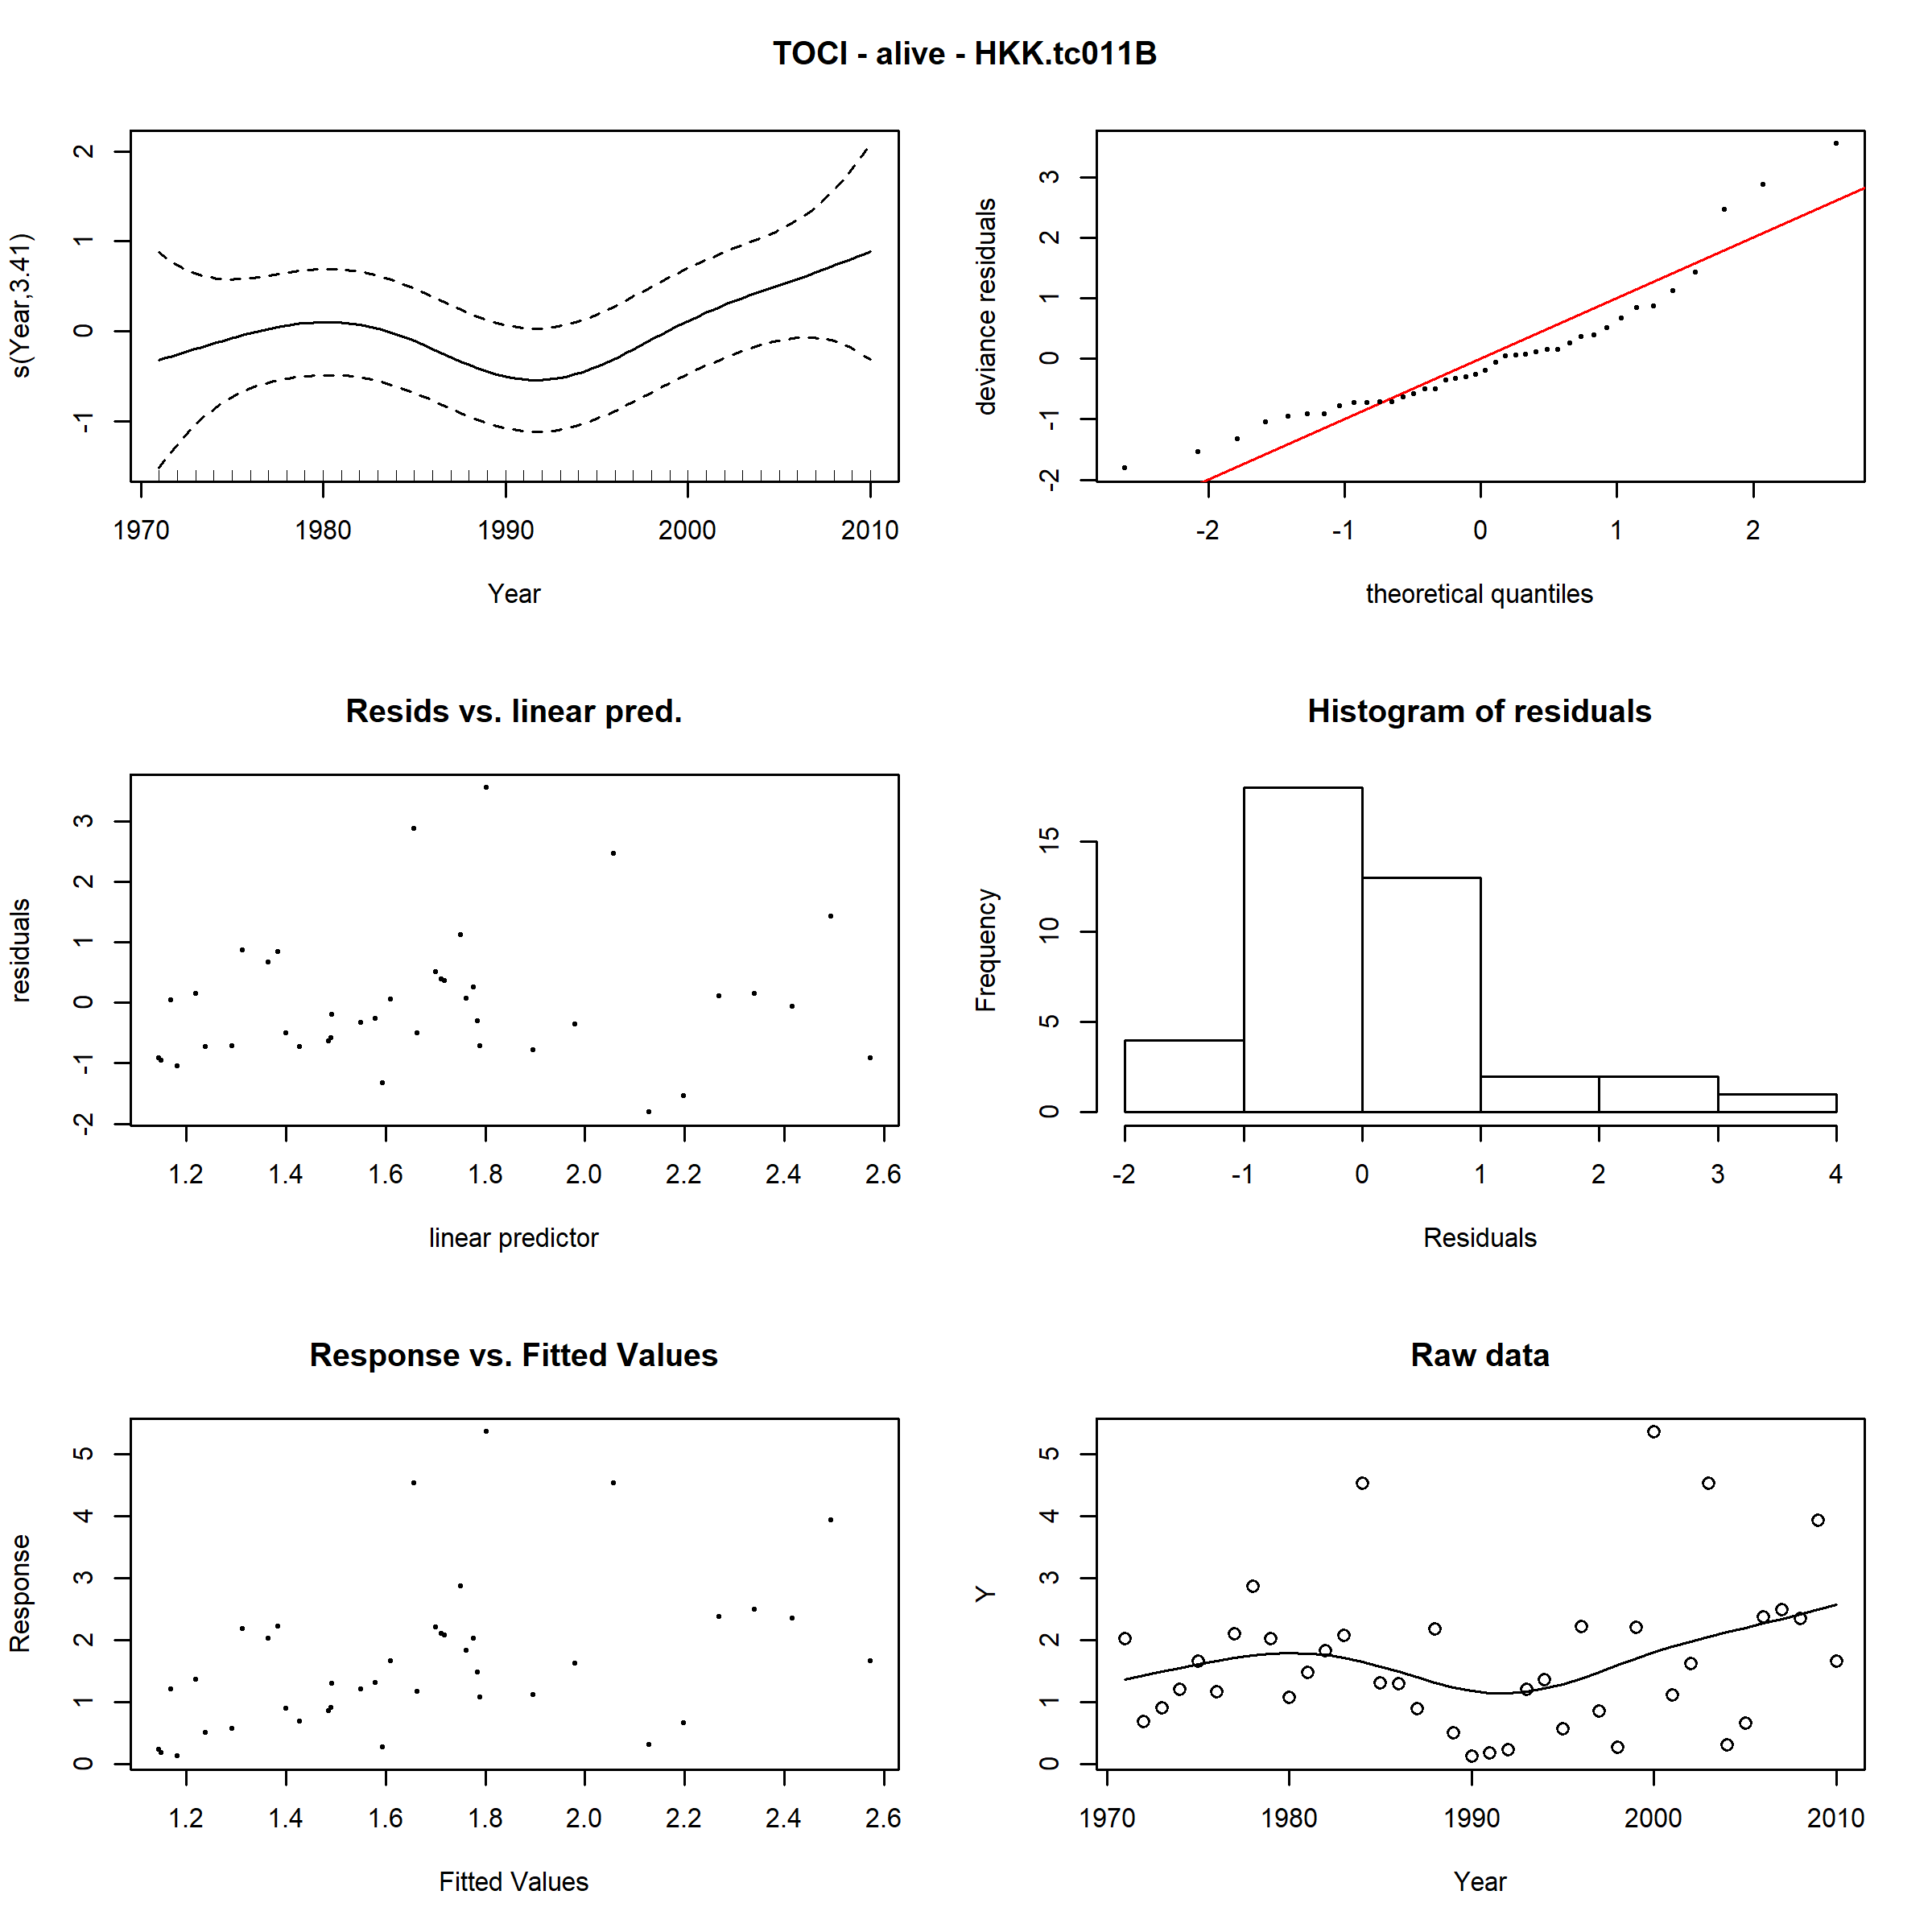 TOCI - alive - HKK.tc011B
s(Year,3.41)
2
1
0
-1
1970 1980 1990 2000 2010
Year
deviance residuals
3
2
1
0
-1
-2
-2 -1 0 1 2
theoretical quantiles
Resids vs. linear pred.
residuals
3
2
1
0
-1
-2
1.2 1.4 1.6 1.8 2.0 2.2 2.4 2.6
linear predictor
Histogram of residuals
Frequency
15
10
5
0
-2 -1 0 1 2 3 4
Residuals
Response vs. Fitted Values
Response
5
4
3
2
1
0
1.2 1.4 1.6 1.8 2.0 2.2 2.4 2.6
Fitted Values
Raw data
Y
5
4
3
2
1
0
1970 1980 1990 2000 2010
Year